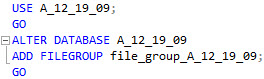 USE A_12_19_09;
GO
ALTER DATABASE A_12_19_09
ADD FILEGROUP file_group_A_12_19_09;
GO